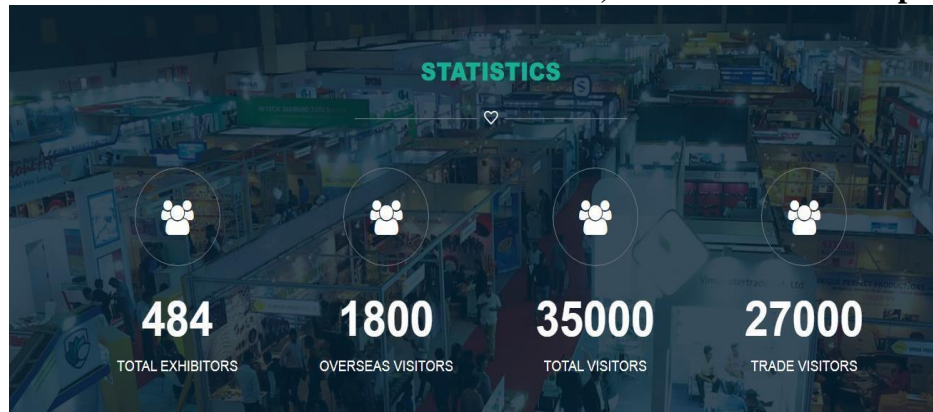 STATISTICS
484
TOTAL EXHIBITORS
1800
OVERSEAS VISITORS
35000
TOTAL VISITORS
27000
TRADE VISITORS